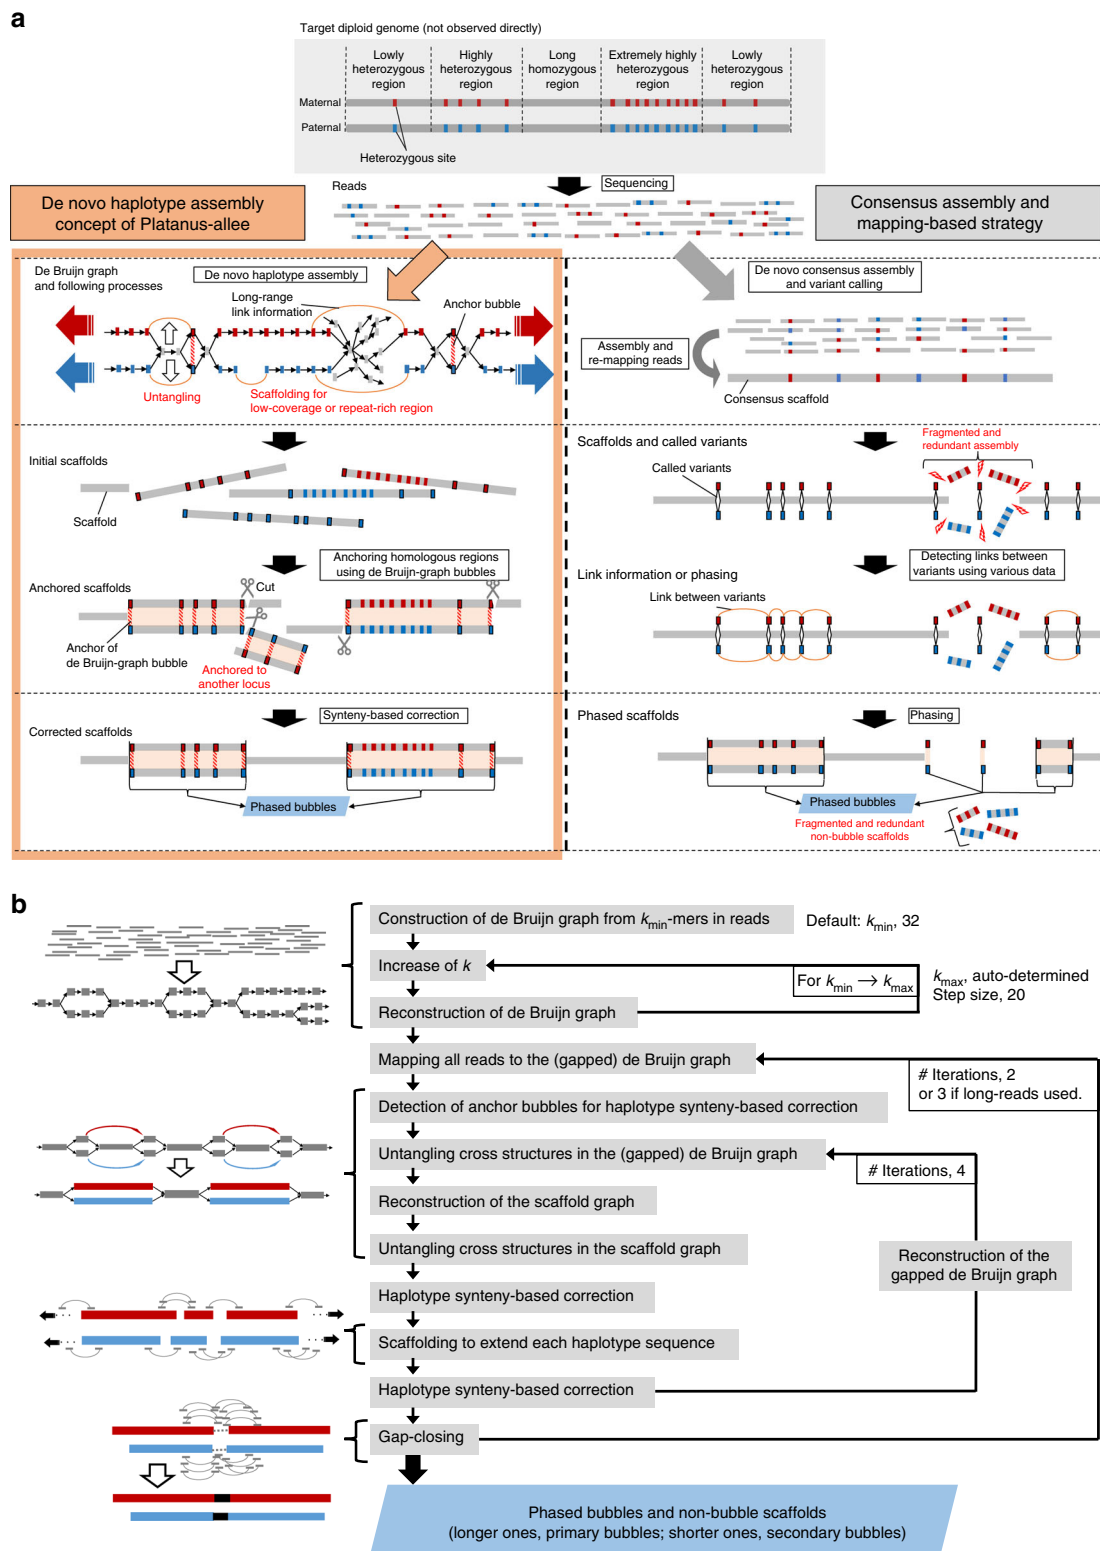 a
Target diploid genome (not observed directly)
Lowly
heterozygous
region
Highly
heterozygous
region
Long
homozygous
region
Extremely highly
heterozygous
region
Lowly
heterozygous
region
Maternal
Paternal
Heterozygous site
Reads
Sequencing
De novo haplotype assembly
concept of Platanus-allee
Consensus assembly and
mapping-based strategy
De Bruijn graph
and following processes
De novo haplotype assembly
Long-range
link information
Anchor bubble
Untangling
Scaffolding for
low-coverage or repeat-rich region
De novo consensus assembly
and variant calling
Assembly and
re-mapping reads
Consensus scaffold
Initial scaffolds
Scaffold
Scaffolds and called variants
Called variants
Fragmented and
redundant assembly
Anchoring homologous regions
using de Bruijn-graph bubbles
Anchored scaffolds
Cut
Anchor of
de Bruijn-graph bubble
Anchored to
another locus
Detecting links between
variants using various data
Link information or phasing
Link between variants
Synteny-based correction
Corrected scaffolds
Phased bubbles
Phased scaffolds
Phasing
Phased bubbles
Fragmented and redundant
non-bubble scaffolds
b
Construction of de Bruijn graph from kmin-mers in reads
Default: kmin, 32
Increase of k
For kmin → kmax
kmax, auto-determined
Step size, 20
Reconstruction of de Bruijn graph
Mapping all reads to the (gapped) de Bruijn graph
# Iterations, 2
or 3 if long-reads used.
Detection of anchor bubbles for haplotype synteny-based correction
Untangling cross structures in the (gapped) de Bruijn graph
# Iterations, 4
Reconstruction of the scaffold graph
Untangling cross structures in the scaffold graph
Reconstruction of the
gapped de Bruijn graph
Haplotype synteny-based correction
Scaffolding to extend each haplotype sequence
Haplotype synteny-based correction
Gap-closing
Phased bubbles and non-bubble scaffolds
(longer ones, primary bubbles; shorter ones, secondary bubbles)